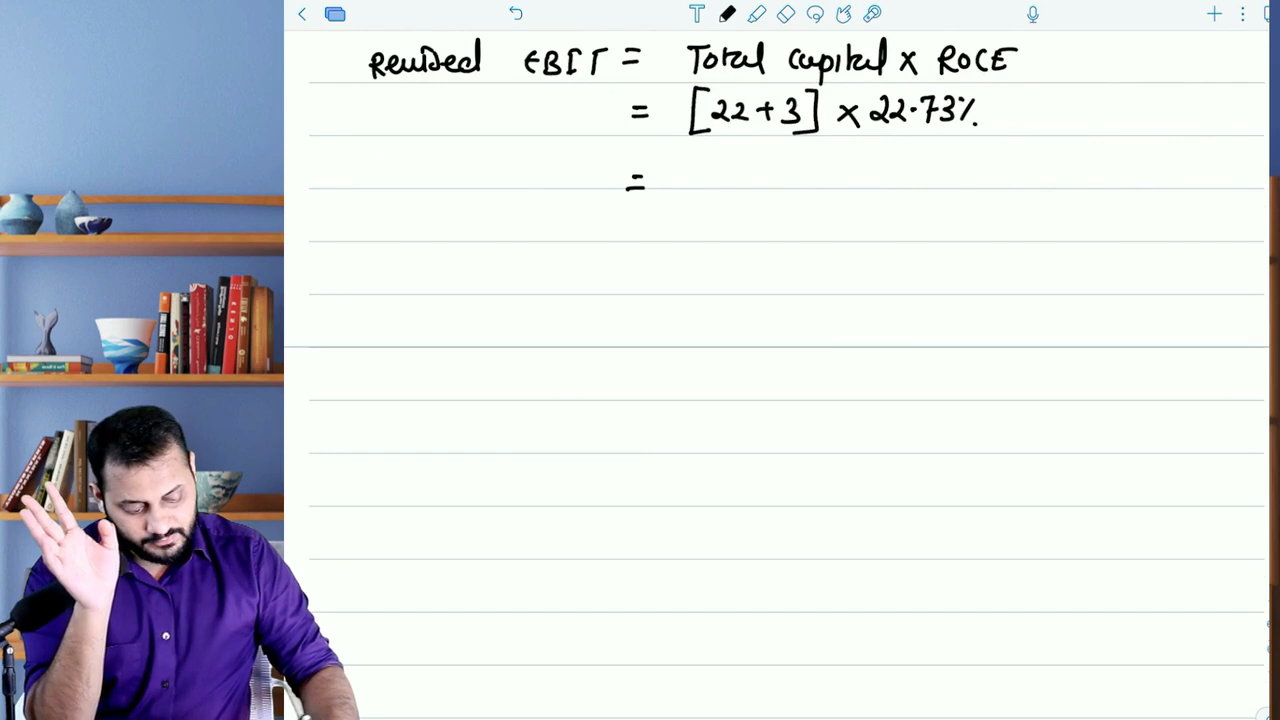 Revised EBIT = Total capital x ROCE
= [22+3] x 22.73%
=